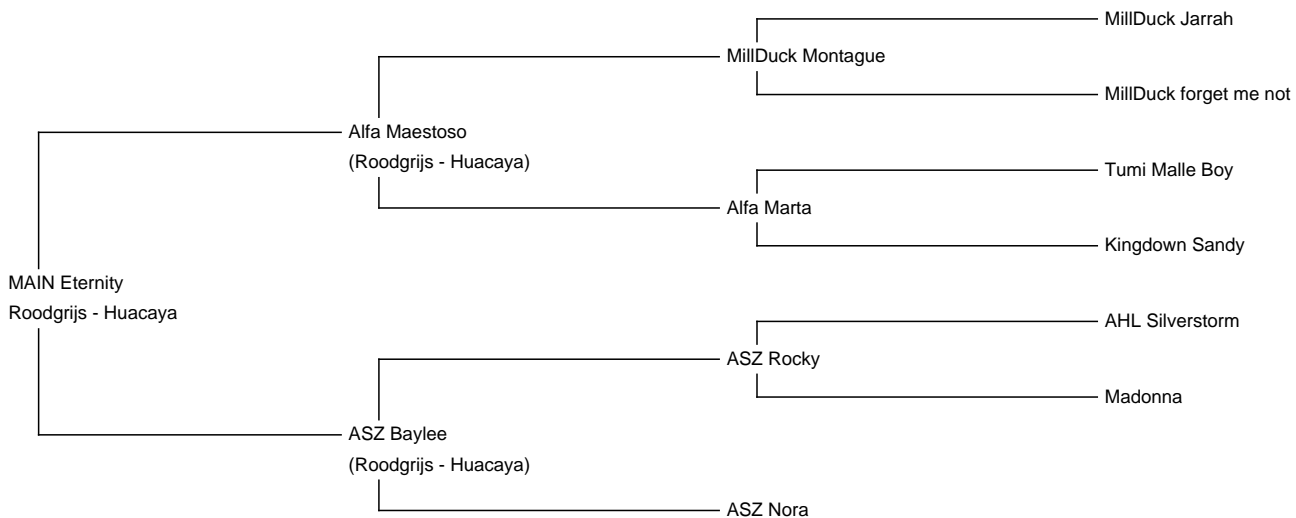 MillDuck Jarrah
MillDuck Montague
MillDuck forget me not
Alfa Maestoso
(Roodgrijs - Huacaya)
Tumi Malle Boy
Alfa Marta
Kingdown Sandy
MAIN Eternity
Roodgrijs - Huacaya
AHL Silverstorm
ASZ Rocky
Madonna
ASZ Baylee
(Roodgrijs - Huacaya)
ASZ Nora